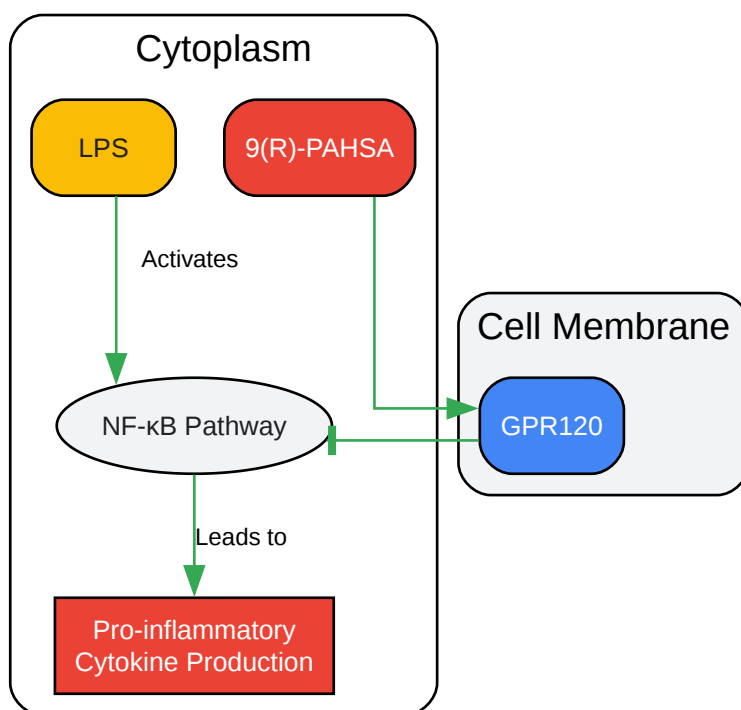 Cytoplasm
LPS
9(R)-PAHSA
Activates
Cell Membrane
NF-κB Pathway
GPR120
Leads to
Pro-inflammatory
Cytokine Production